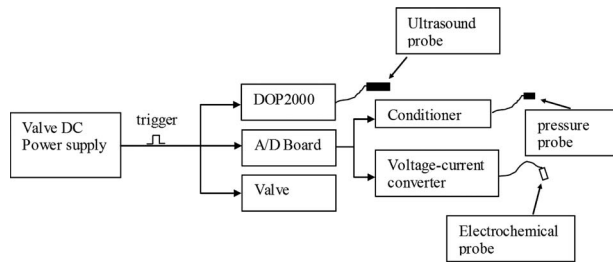 Ultrasound
probe
DOP2000
Valve DC
Power supply
trigger
Conditioner
A/D Board
pressure
probe
Voltage-current
converter
Valve
Electrochemical
probe